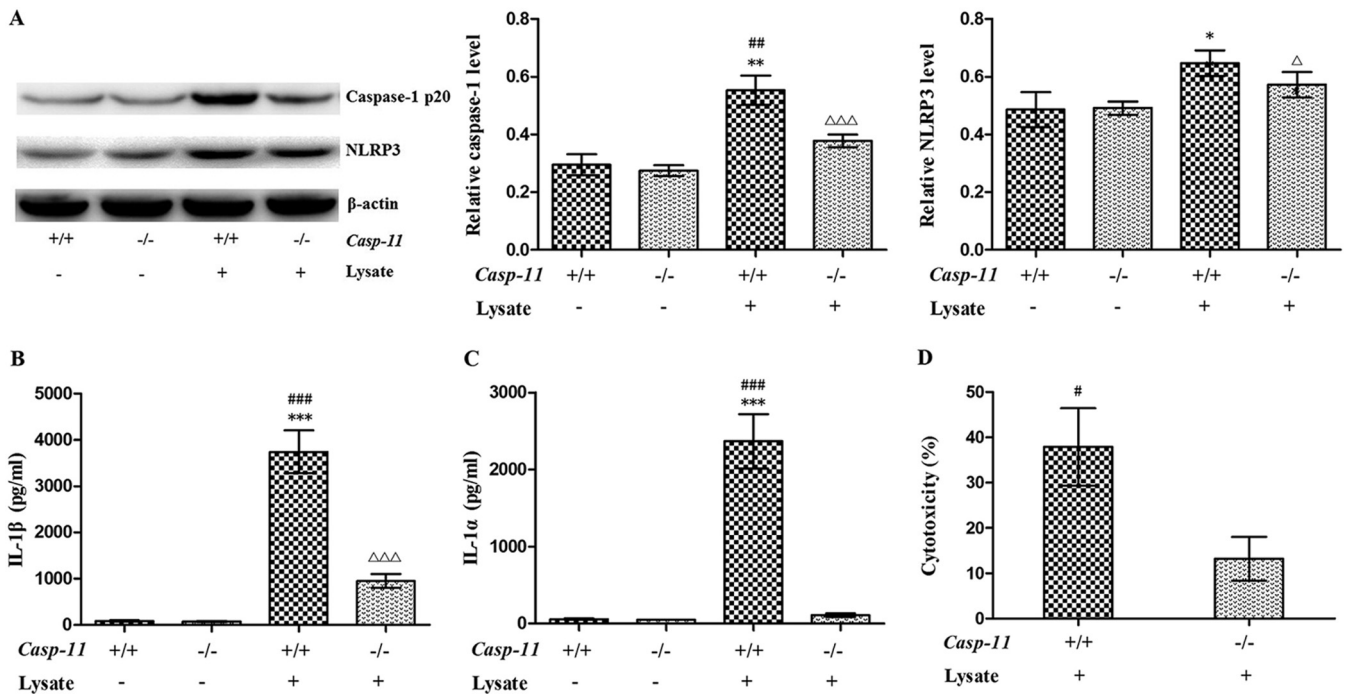 A
Caspase-1 p20
NLRP3
β-actin
+/+ -/- +/+ -/- Casp-11
- - + + Lysate
Relative caspase-1 level
0.8
0.6
0.4
0.2
0.0
##
**
△△△
Casp-11 +/+ -/- +/+ -/-
Lysate - - + +
Relative NLRP3 level
0.8
0.6
0.4
0.2
0.0
*
△
Casp-11 +/+ -/- +/+ -/-
Lysate - - + +
B
IL-1β (pg/ml)
5000
4000
3000
2000
1000
0
###
***
△△△
Casp-11 +/+ -/- +/+ -/-
Lysate - - + +
C
IL-1α (pg/ml)
3000
2000
1000
0
###
***
Casp-11 +/+ -/- +/+ -/-
Lysate - - + +
D
Cytotoxicity (%)
50
40
30
20
10
0
#
Casp-11 +/+ -/-
Lysate + +